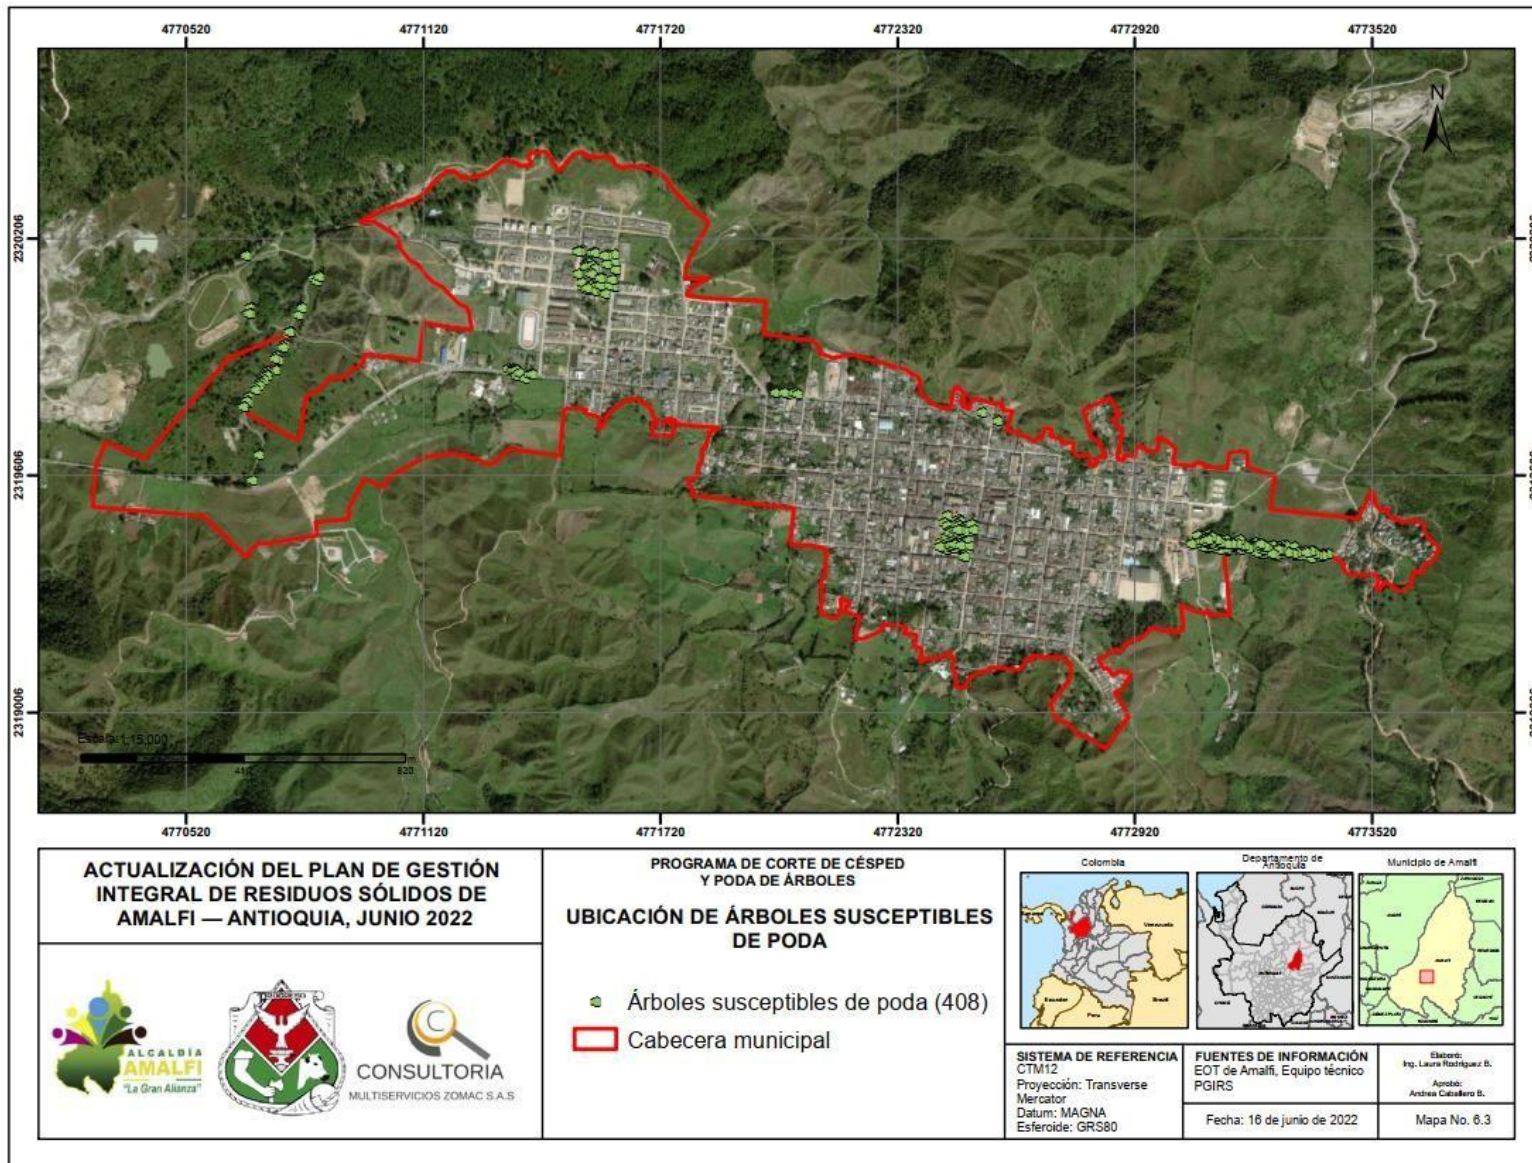 4770520 4771120 4771720 4772320 4772920 4773520
N
2320206
2319606
2319006
Escala:1:15,000
0 410 820 m
4770520 4771120 4771720 4772320 4772920 4773520
ACTUALIZACIÓN DEL PLAN DE GESTIÓN
INTEGRAL DE RESIDUOS SÓLIDOS DE
AMALFI — ANTIOQUIA, JUNIO 2022
ALCALDÍA
AMALFI
"La Gran Alianza"
C
CONSULTORIA
MULTISERVICIOS ZOMAC S.A.S
PROGRAMA DE CORTE DE CÉSPED
Y PODA DE ÁRBOLES
UBICACIÓN DE ÁRBOLES SUSCEPTIBLES
DE PODA
Árboles susceptibles de poda (408)
Cabecera municipal
Colombia
Venezuela
Ecuador
Peru
Brazil
Departamento de
Antioquia
Municipio de Amalfi
SISTEMA DE REFERENCIA
CTM12
Proyección: Transverse
Mercator
Datum: MAGNA
Esferoide: GRS80
FUENTES DE INFORMACIÓN
EOT de Amalfi, Equipo técnico
PGIRS
Fecha: 16 de junio de 2022
Elaboró:
Ing. Laura Rodríguez B.
Aprobó:
Andrea Caballero B.
Mapa No. 6.3